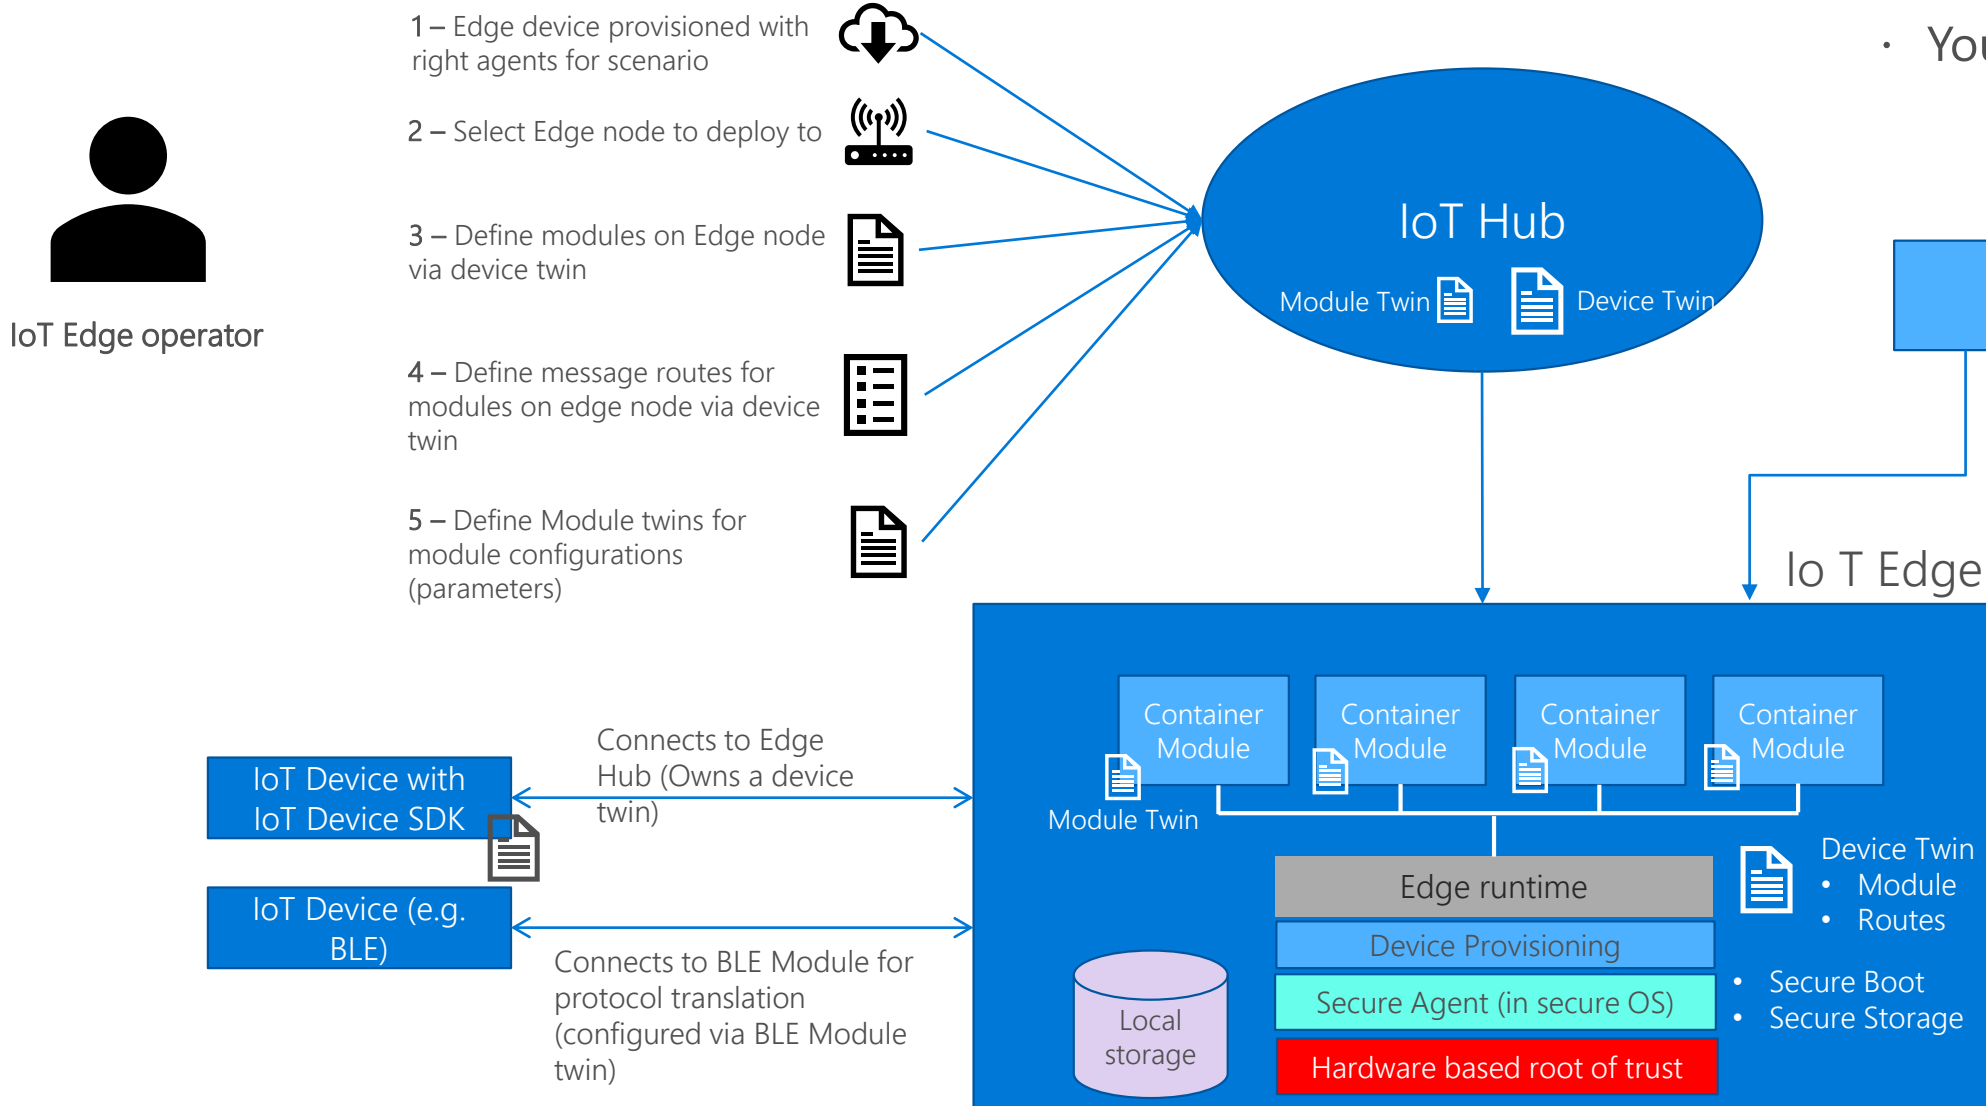 1 – Edge device provisioned with
right agents for scenario
2 – Select Edge node to deploy to
3 – Define modules on Edge node
via device twin
4 – Define message routes for
modules on edge node via device
twin
5 – Define Module twins for
module configurations
(parameters)
IoT Edge operator
IoT Hub
Module Twin
Device Twin
Io T Edge
Container
Module
Container
Module
Container
Module
Container
Module
Module Twin
Connects to Edge
Hub (Owns a device
twin)
IoT Device with
IoT Device SDK
IoT Device (e.g.
BLE)
Connects to BLE Module for
protocol translation
(configured via BLE Module
twin)
Edge runtime
Device Provisioning
Secure Agent (in secure OS)
Hardware based root of trust
Local
storage
Device Twin
• Module
• Routes
• Secure Boot
• Secure Storage